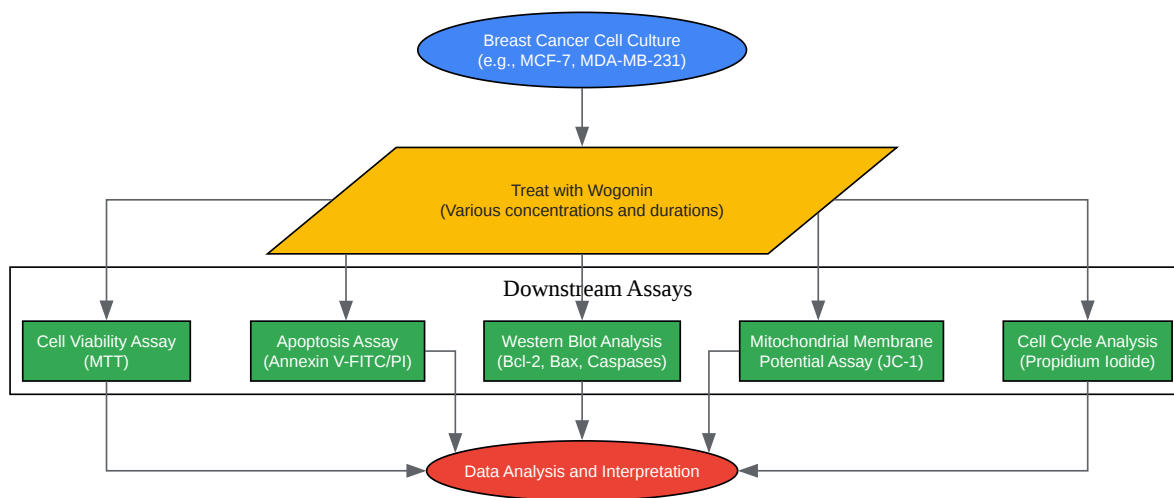 Breast Cancer Cell Culture
(e.g., MCF-7, MDA-MB-231)
Treat with Wogonin
(Various concentrations and durations)
Downstream Assays
Cell Viability Assay
(MTT)
Apoptosis Assay
(Annexin V-FITC/PI)
Western Blot Analysis
(Bcl-2, Bax, Caspases)
Mitochondrial Membrane
Potential Assay (JC-1)
Cell Cycle Analysis
(Propidium Iodide)
Data Analysis and Interpretation